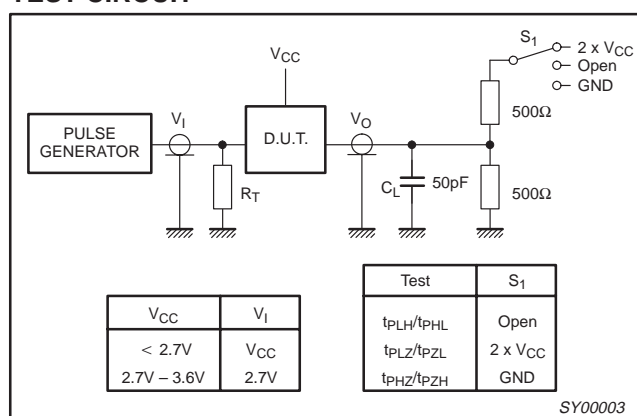 TEST CIRCUIT
S1
2 x VCC
Open
GND
VCC
500Ω
PULSE
GENERATOR
VI
D.U.T.
VO
RT
CL
50pF
500Ω
VCC VI
< 2.7V VCC
2.7V – 3.6V 2.7V
Test S1
tPLH/tPHL Open
tPLZ/tPZL 2 x VCC
tPHZ/tPZH GND
SY00003